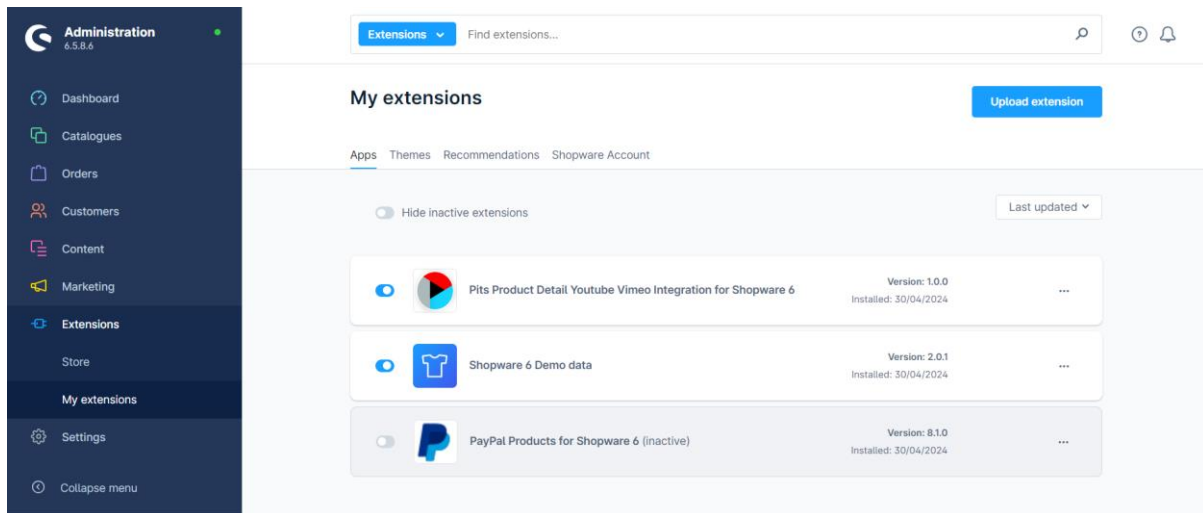 Administration
6.5.8.6
Dashboard
Catalogues
Orders
Customers
Content
Marketing
Extensions
Store
My extensions
Settings
Collapse menu
Extensions
Find extensions...
My extensions
Upload extension
Apps Themes Recommendations Shopware Account
Hide inactive extensions
Last updated
Pits Product Detail Youtube Vimeo Integration for Shopware 6
Version: 1.0.0
Installed: 30/04/2024
Shopware 6 Demo data
Version: 2.0.1
Installed: 30/04/2024
PayPal Products for Shopware 6 (inactive)
Version: 8.1.0
Installed: 30/04/2024